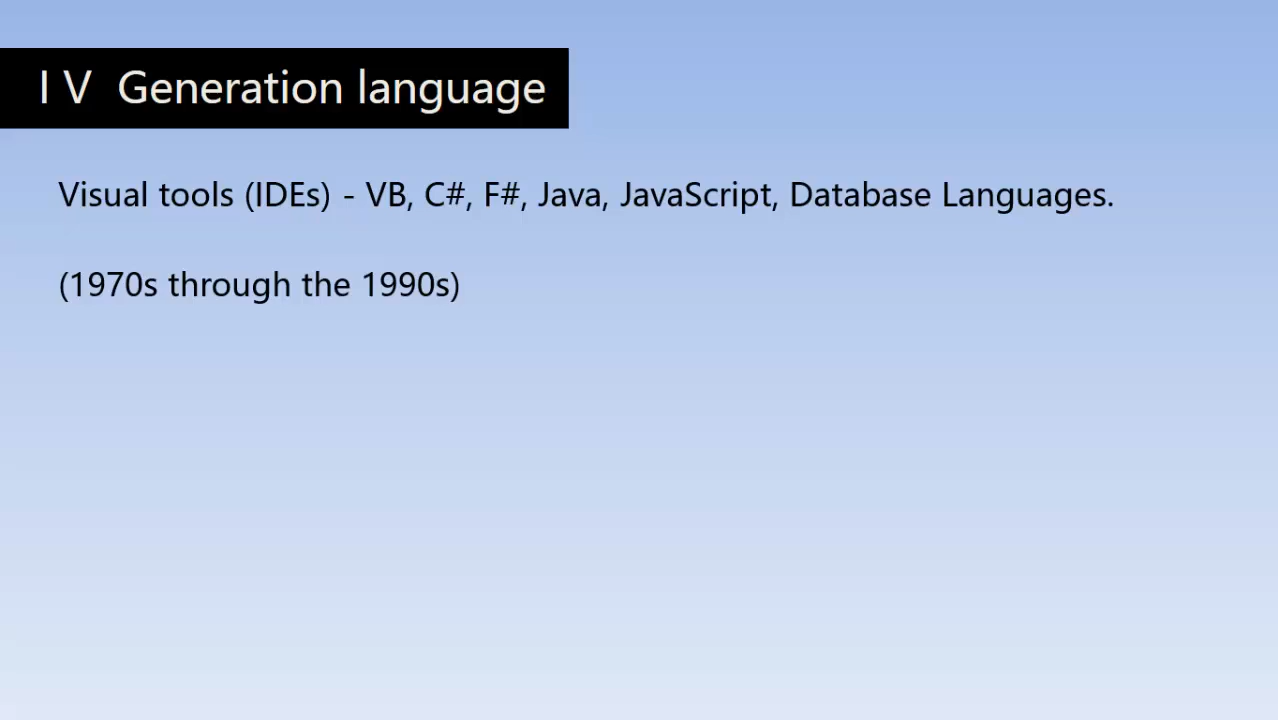 I V Generation language
Visual tools (IDEs) - VB, C#, F#, Java, JavaScript, Database Languages.
(1970s through the 1990s)